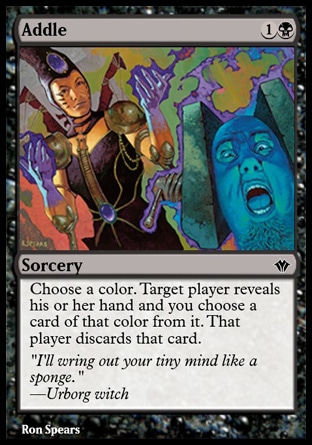 Addle 1
R.SPEARS
Sorcery
Choose a color. Target player reveals
his or her hand and you choose a
card of that color from it. That
player discards that card.
"I'll wring out your tiny mind like a
sponge."
—Urborg witch
Ron Spears